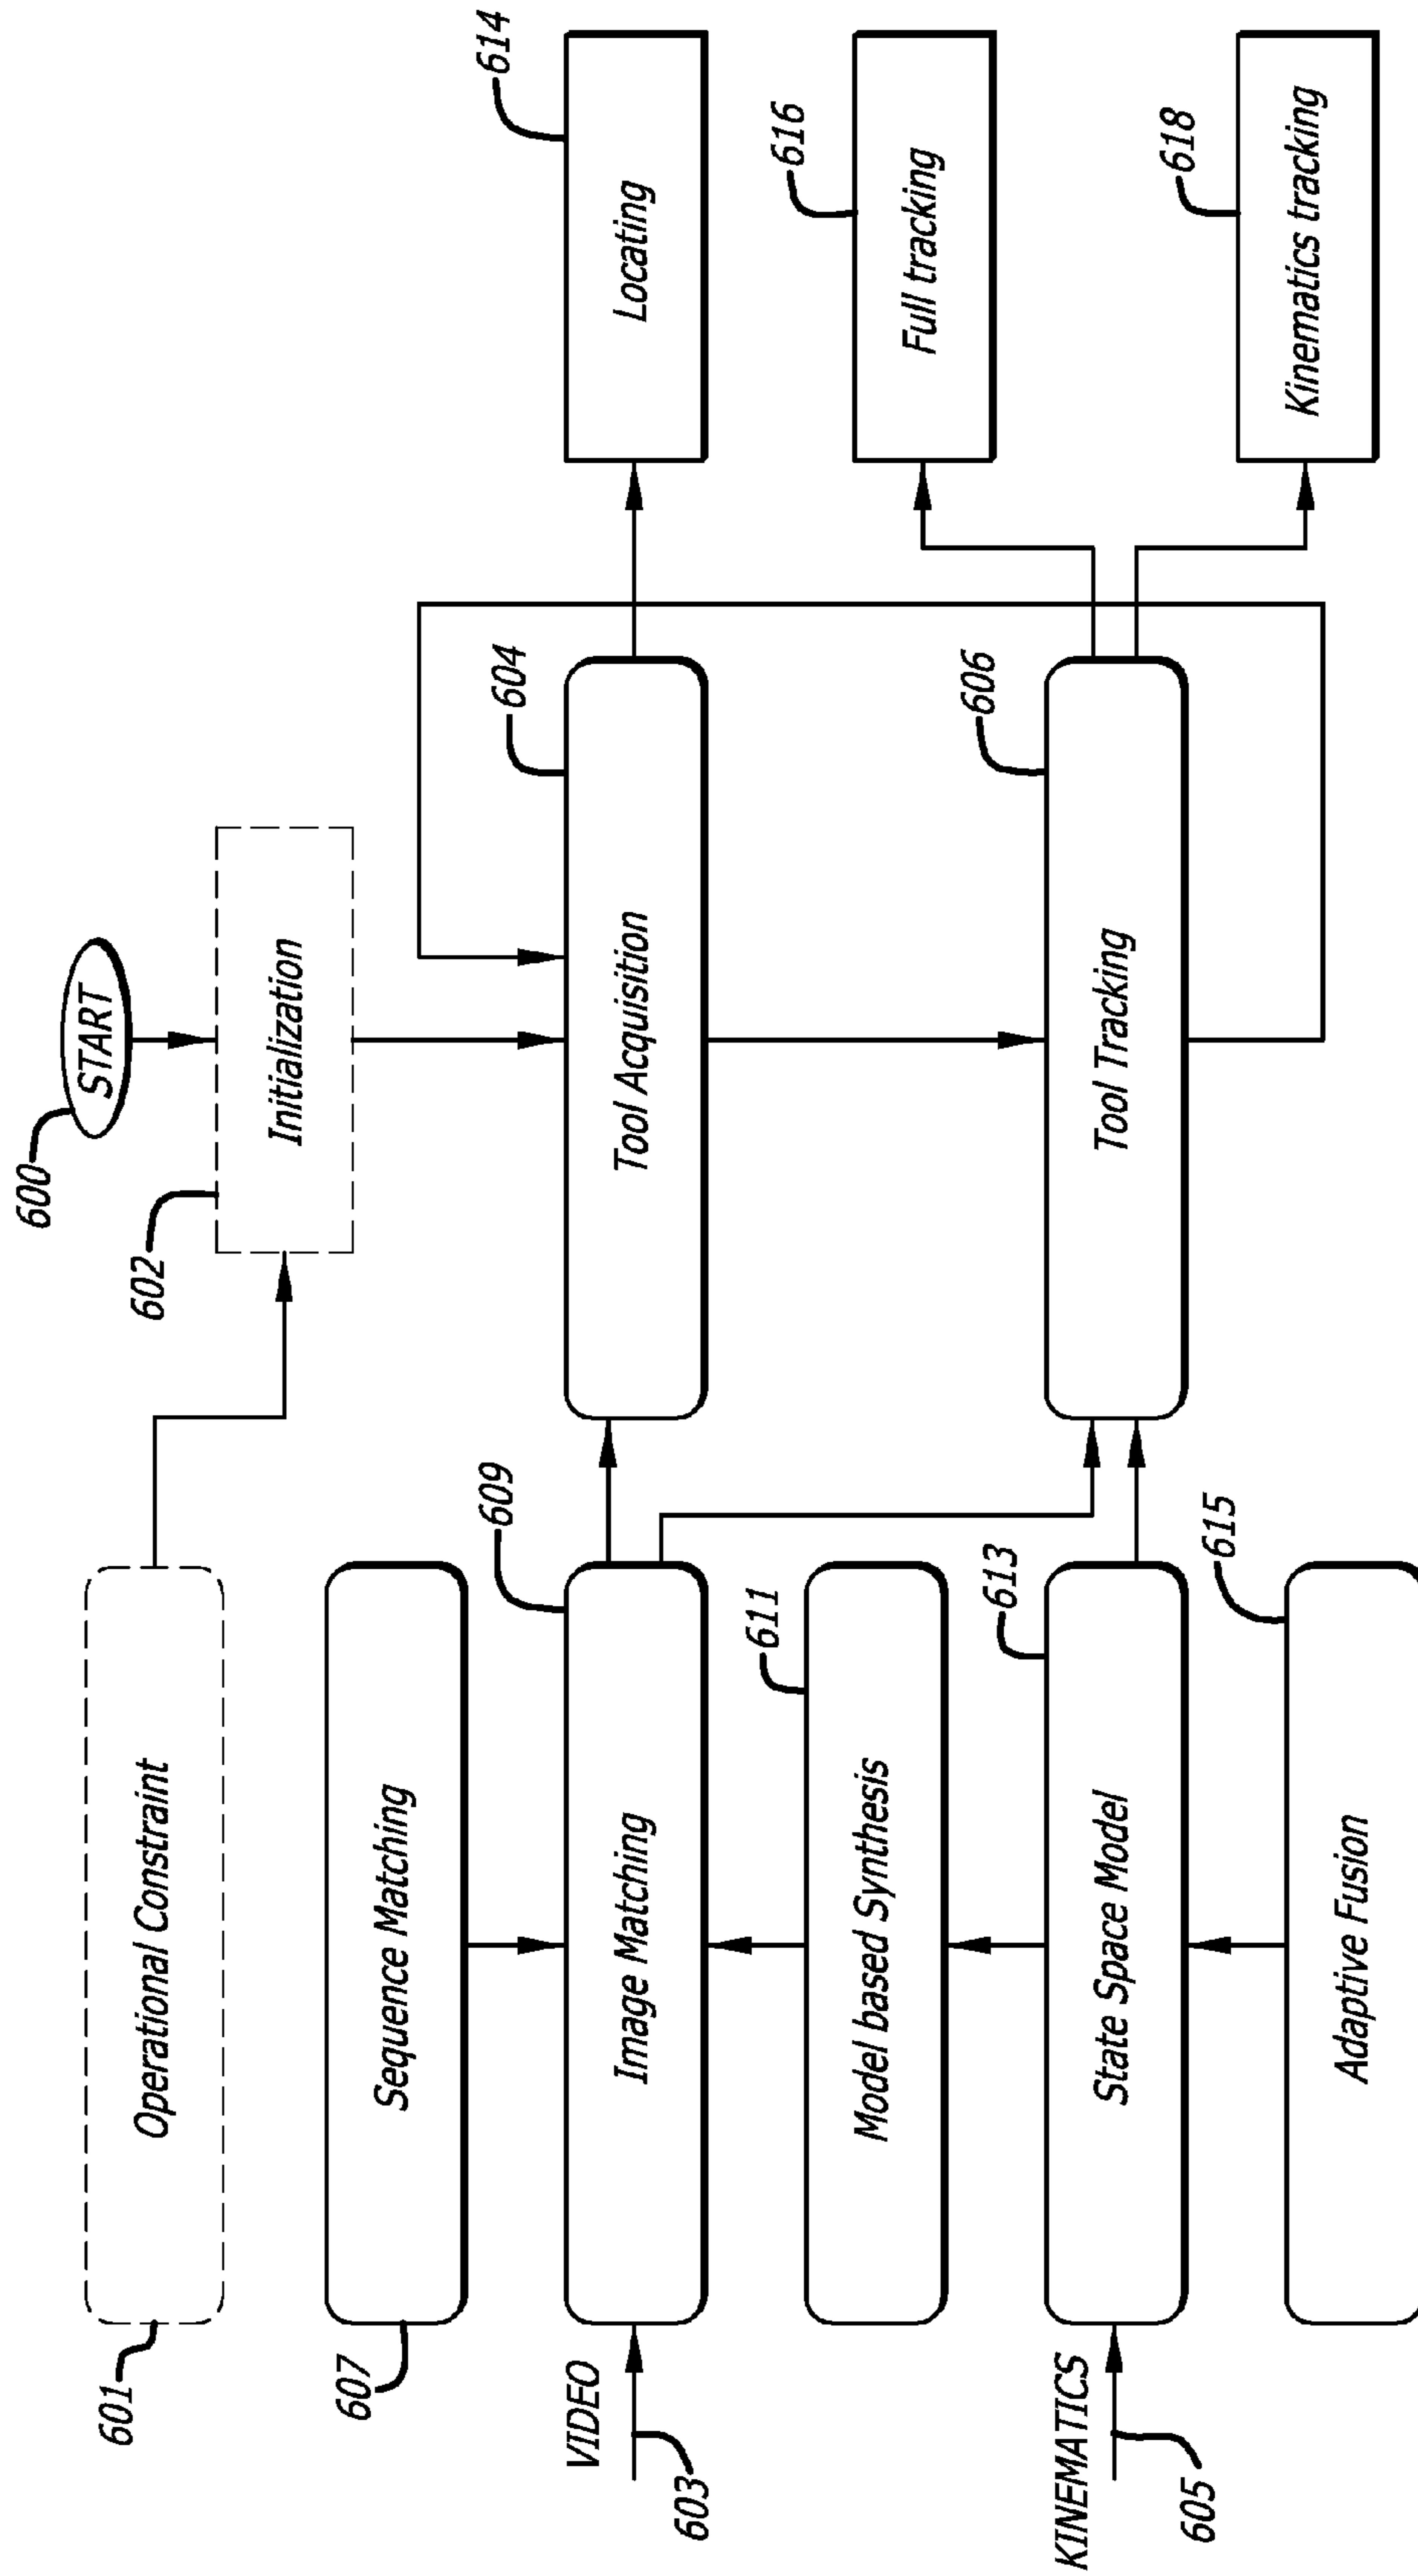 600
START
601
Operational Constraint
602
Initialization
607
Sequence Matching
VIDEO
603
609
Image Matching
604
Tool Acquisition
614
Locating
611
Model based Synthesis
616
Full tracking
KINEMATICS
605
613
State Space Model
606
Tool Tracking
618
Kinematics tracking
615
Adaptive Fusion